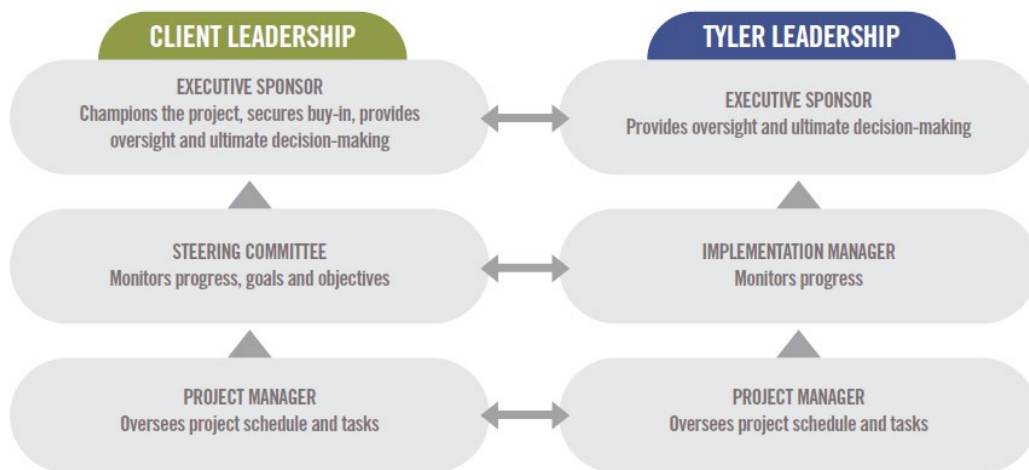 CLIENT LEADERSHIP
EXECUTIVE SPONSOR
Champions the project, secures buy-in, provides
oversight and ultimate decision-making
STEERING COMMITTEE
Monitors progress, goals and objectives
PROJECT MANAGER
Oversees project schedule and tasks
TYLER LEADERSHIP
EXECUTIVE SPONSOR
Provides oversight and ultimate decision-making
IMPLEMENTATION MANAGER
Monitors progress
PROJECT MANAGER
Oversees project schedule and tasks